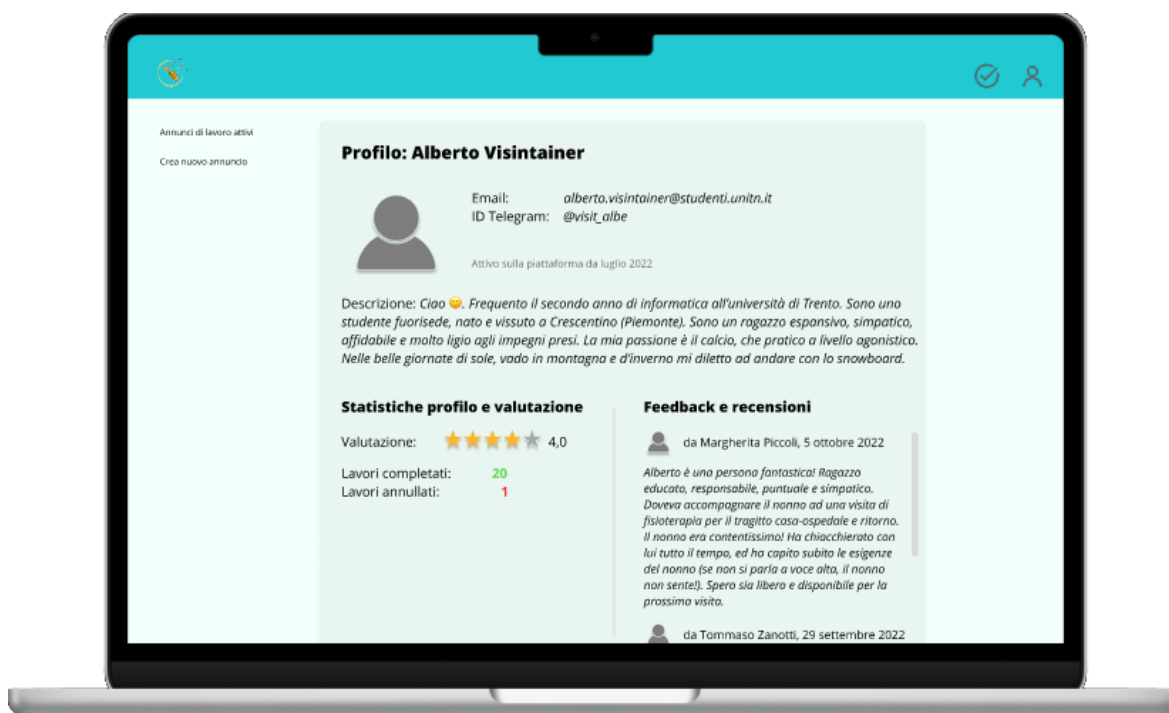 Annunci di lavoro attivi
Crea nuovo annuncio
Profilo: Alberto Visintainer
Email: alberto.visintainer@studenti.unitn.it
ID Telegram: @visit_albe
Attivo sulla piattaforma da luglio 2022
Descrizione: Ciao 😀. Frequento il secondo anno di informatica all'università di Trento. Sono uno
studente fuorisede, nato e vissuto a Crescentino (Piemonte). Sono un ragazzo espansivo, simpatico,
affidabile e molto ligio agli impegni presi. La mia passione è il calcio, che pratico a livello agonistico.
Nelle belle giornate di sole, vado in montagna e d'inverno mi diletto ad andare con lo snowboard.
Statistiche profilo e valutazione
Valutazione: 4,0
Lavori completati: 20
Lavori annullati: 1
Feedback e recensioni
da Margherita Piccoli, 5 ottobre 2022
Alberto è una persona fantastica! Ragazzo
educato, responsabile, puntuale e simpatico.
Doveva accompagnare il nonno ad una visita di
fisioterapia per il tragitto casa-ospedale e ritorno.
Il nonno era contentissimo! Ha chiacchierato con
lui tutto il tempo, ed ha capito subito le esigenze
del nonno (se non si parla a voce alta, il nonno
non sente!). Spero sia libero e disponibile per la
prossima visita.
da Tommaso Zanotti, 29 settembre 2022